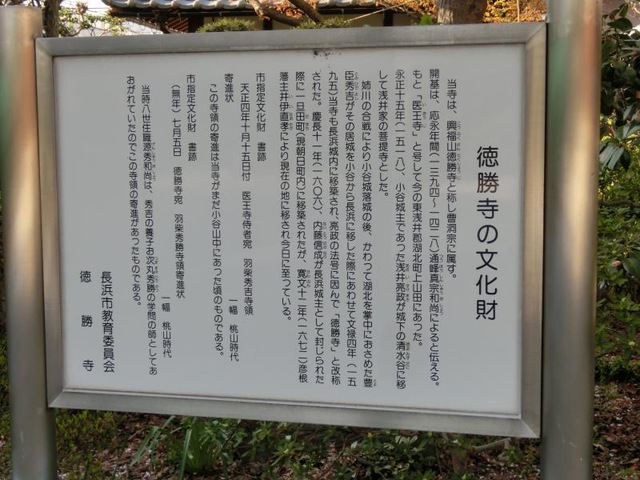 徳勝寺の文化財
当寺は、興福山徳勝寺と称し曹洞宗に属す。
開基は、応永年間(一三九四〜一四二八)通峰真宗和尚によると伝える。
もと「医王寺」と号して今の東浅井郡湖北町上山田にあった。
永正十五年(一五一八)、小谷城主であった浅井亮政が城下の清水谷に移
して浅井家の菩提寺とした。
姉川の合戦により小谷城落城の後、かわって湖北を掌中におさめた豊
臣秀吉がその居城を小谷から長浜に移した際にあわせて文禄四年(一五
九五)当寺も長浜城内に移築され、亮政の法号に因んで「徳勝寺」と改称
された。慶長十一年(一六〇六)、内藤信成が長浜城主として封じられた
際に一旦田町(現朝日町内)に移築されたが、寛文十二年(一六七二)彦根
藩主井伊直孝により現在の地に移され今日に至っている。
市指定文化財 書跡
天正四年十月十五日付 医王寺侍者宛 羽柴秀吉寺領
寄進状 一幅 桃山時代
この寺領の寄進は当寺がまだ小谷山中にあった頃のものである。
市指定文化財 書跡
(無年)七月五日 徳勝寺宛 羽柴秀勝寺領寄進状
一幅 桃山時代
当時八世住職源秀和尚は、秀吉の養子お次丸秀勝の学問の師としてあ
おがれていたのでこの寺領の寄進があったものである。
長浜市教育委員会
徳勝寺